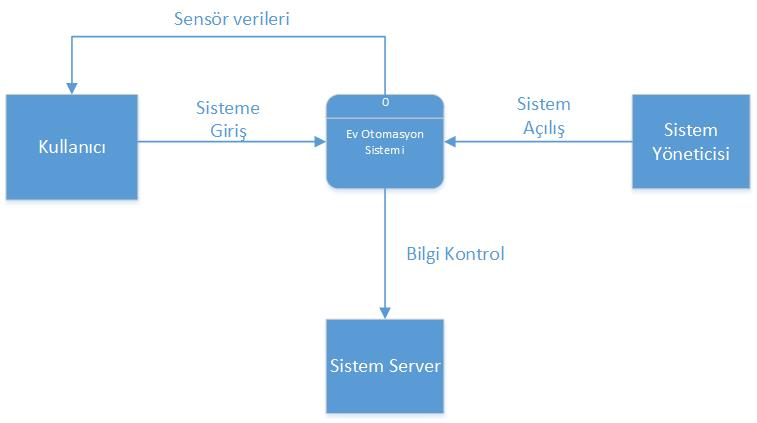 Sensör verileri
Kullanıcı
Sisteme
Giriş
0
Ev Otomasyon
Sistemi
Sistem
Açılış
Sistem
Yöneticisi
Bilgi Kontrol
Sistem Server